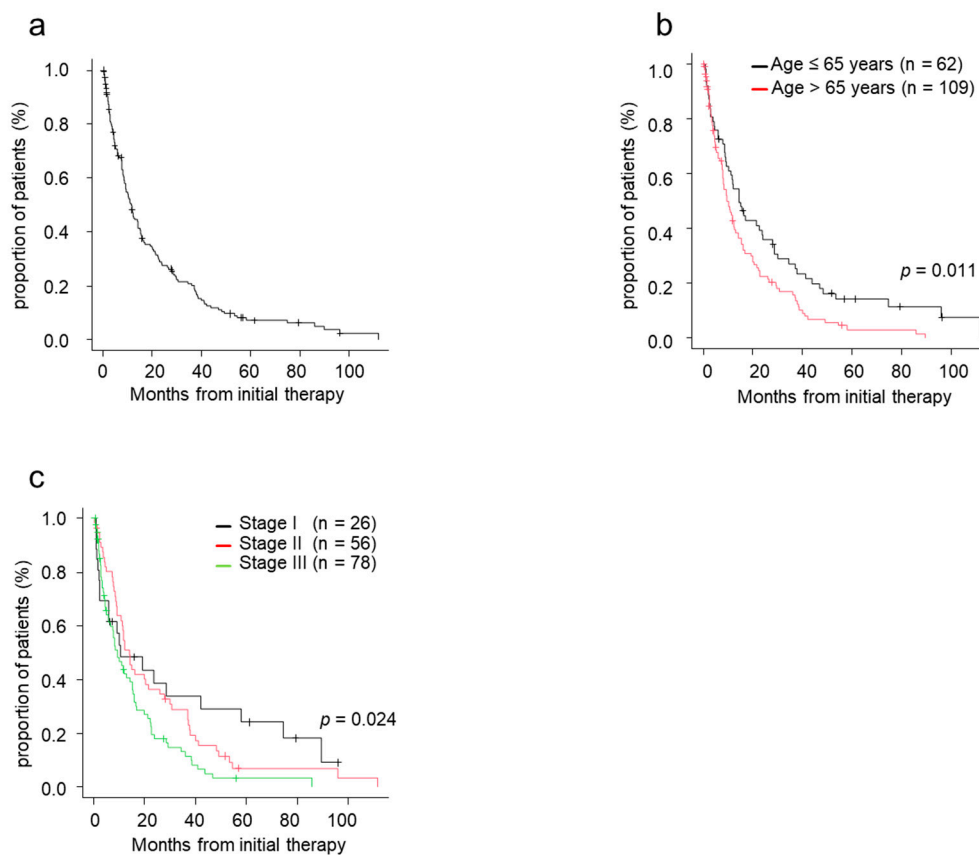 a
proportion of patients (%)
1.0
0.8
0.6
0.4
0.2
0.0
0 20 40 60 80 100
Months from initial therapy
b
proportion of patients (%)
1.0
0.8
0.6
0.4
0.2
0.0
Age ≤ 65 years (n = 62)
Age > 65 years (n = 109)
p = 0.011
0 20 40 60 80 100
Months from initial therapy
c
proportion of patients (%)
1.0
0.8
0.6
0.4
0.2
0.0
Stage I (n = 26)
Stage II (n = 56)
Stage III (n = 78)
p = 0.024
0 20 40 60 80 100
Months from initial therapy